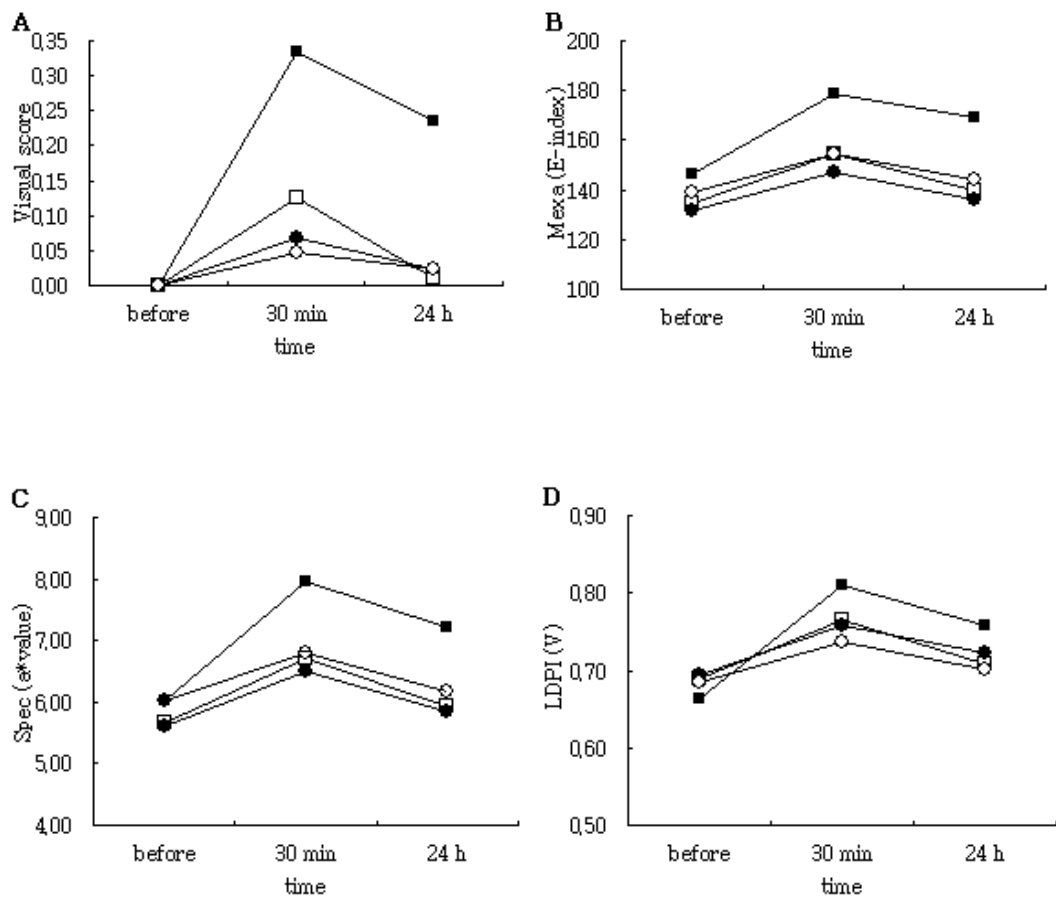 A
Visual score
0,35
0,30
0,25
0,20
0,15
0,10
0,05
0,00
before
30 min
24 h
time
B
Mexa (E-index)
200
180
160
140
120
100
before
30 min
24 h
time
C
Spec (a*value)
9,00
8,00
7,00
6,00
5,00
4,00
before
30 min
24 h
time
D
LDPI (V)
0,90
0,80
0,70
0,60
0,50
before
30 min
24 h
time